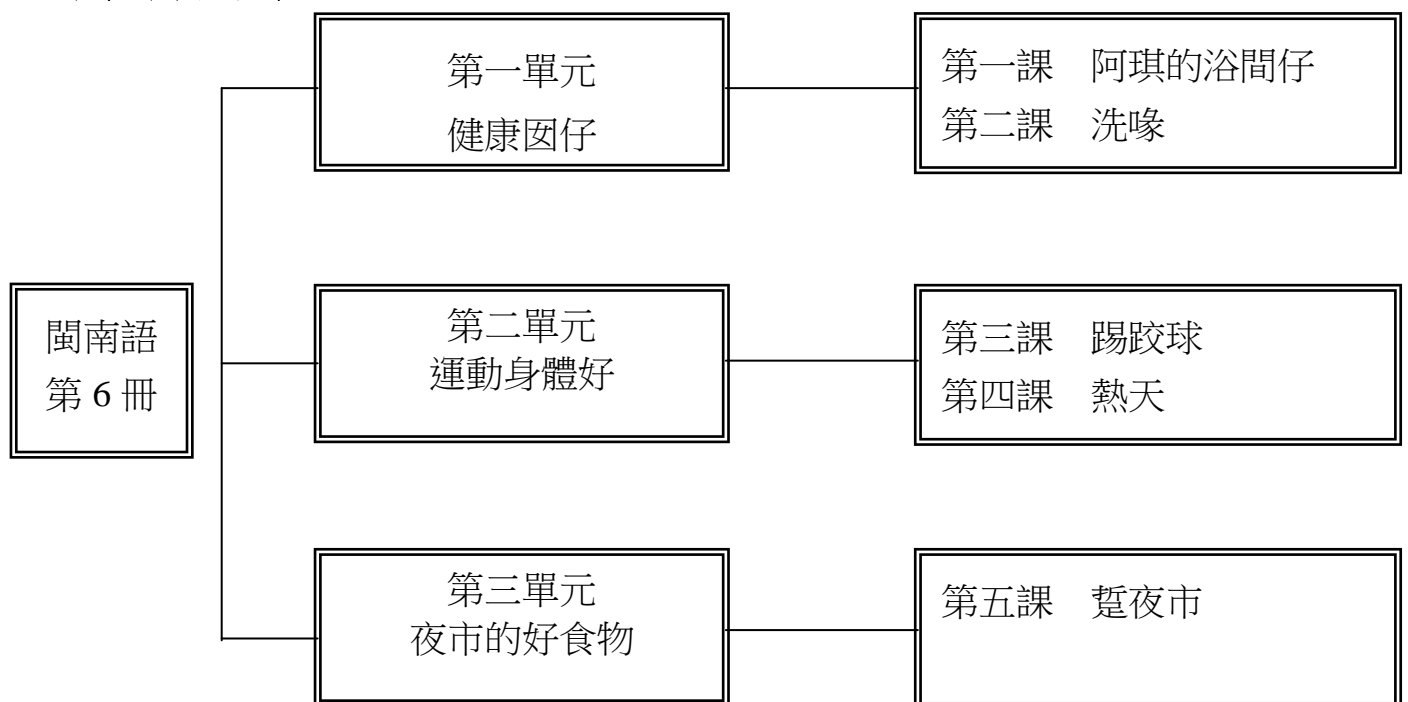 第一單元
健康囡仔
第一課 阿琪的浴間仔
第二課 洗喙
閩南語
第6冊
第二單元
運動身體好
第三課 踢跤球
第四課 熱天
第三單元
夜市的好食物
第五課 踅夜市